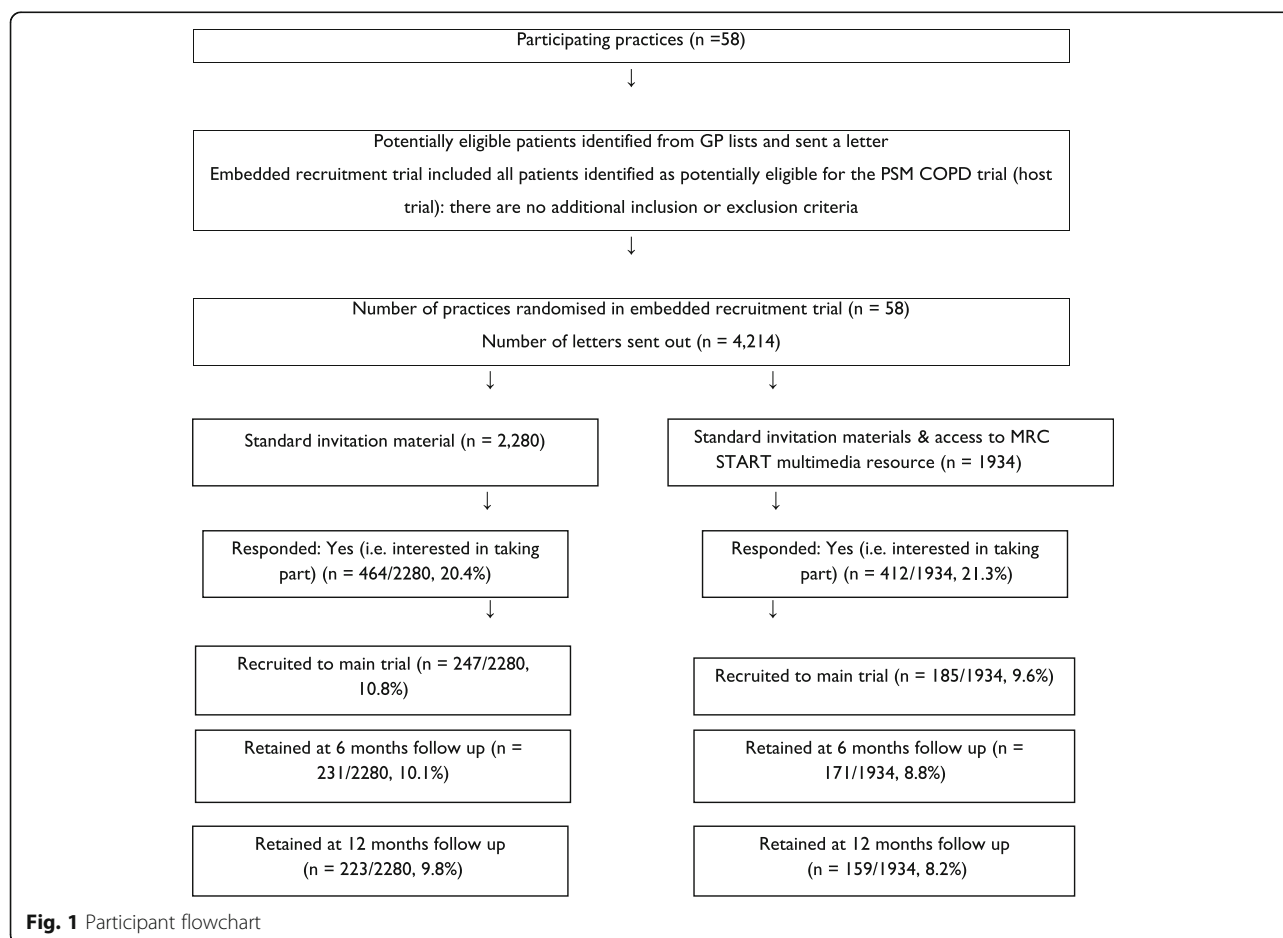 Participating practices (n =58)
↓
Potentially eligible patients identified from GP lists and sent a letter
Embedded recruitment trial included all patients identified as potentially eligible for the PSM COPD trial (host
trial): there are no additional inclusion or exclusion criteria
↓
Number of practices randomised in embedded recruitment trial (n = 58)
Number of letters sent out (n = 4,214)
↓ ↓
Standard invitation material (n = 2,280)
↓
Responded: Yes (i.e. interested in taking
part) (n = 464/2280, 20.4%)
↓
Recruited to main trial (n = 247/2280,
10.8%)
Retained at 6 months follow up (n =
231/2280, 10.1%)
Retained at 12 months follow up
(n = 223/2280, 9.8%)
Standard invitation materials & access to MRC
START multimedia resource (n = 1934)
↓
Responded: Yes (i.e. interested in taking
part) (n = 412/1934, 21.3%)
↓
Recruited to main trial (n = 185/1934, 9.6%)
Retained at 6 months follow up (n =
171/1934, 8.8%)
Retained at 12 months follow up
(n = 159/1934, 8.2%)
Fig. 1 Participant flowchart